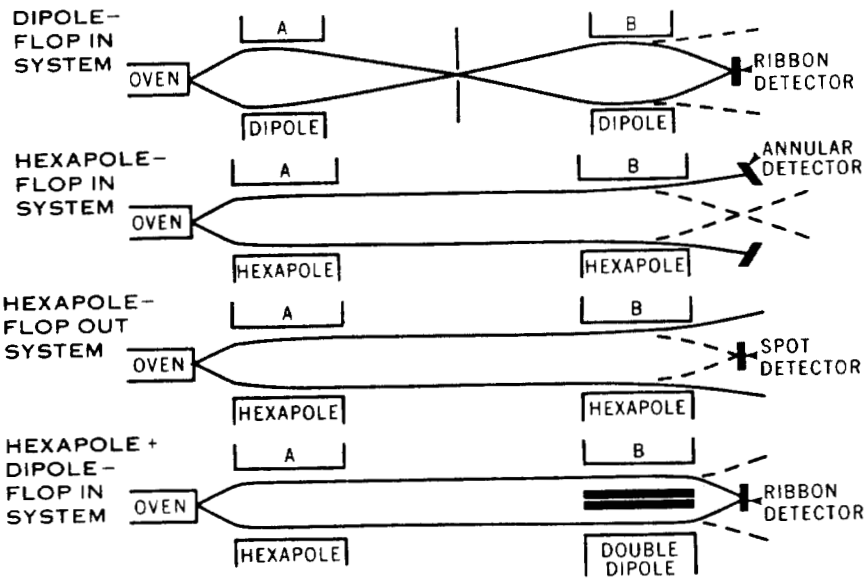 DIPOLE–
FLOP IN
SYSTEM
OVEN
A
DIPOLE
B
DIPOLE
RIBBON
DETECTOR
HEXAPOLE–
FLOP IN
SYSTEM
OVEN
A
HEXAPOLE
B
HEXAPOLE
ANNULAR
DETECTOR
HEXAPOLE–
FLOP OUT
SYSTEM
OVEN
A
HEXAPOLE
B
HEXAPOLE
SPOT
DETECTOR
HEXAPOLE +
DIPOLE–
FLOP IN
SYSTEM
OVEN
A
HEXAPOLE
B
DOUBLE
DIPOLE
RIBBON
DETECTOR